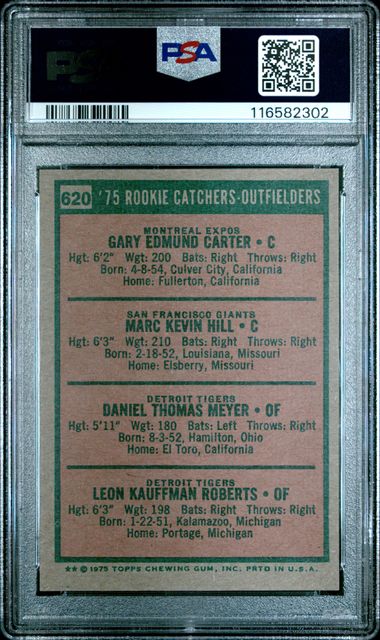 PSA
PSA
116582302
620 '75 ROOKIE CATCHERS-OUTFIELDERS
MONTREAL EXPOS
GARY EDMUND CARTER • C
Hgt: 6'2" Wgt: 200 Bats: Right Throws: Right
Born: 4-8-54, Culver City, California
Home: Fullerton, California
SAN FRANCISCO GIANTS
MARC KEVIN HILL • C
Hgt: 6'3" Wgt: 210 Bats: Right Throws: Right
Born: 2-18-52, Louisiana, Missouri
Home: Elsberry, Missouri
DETROIT TIGERS
DANIEL THOMAS MEYER • OF
Hgt: 5'11" Wgt: 180 Bats: Left Throws: Right
Born: 8-3-52, Hamilton, Ohio
Home: El Toro, California
DETROIT TIGERS
LEON KAUFFMAN ROBERTS • OF
Hgt: 6'3" Wgt: 198 Bats: Right Throws: Right
Born: 1-22-51, Kalamazoo, Michigan
Home: Portage, Michigan
** © 1975 TOPPS CHEWING GUM, INC. PRTD IN U.S.A.